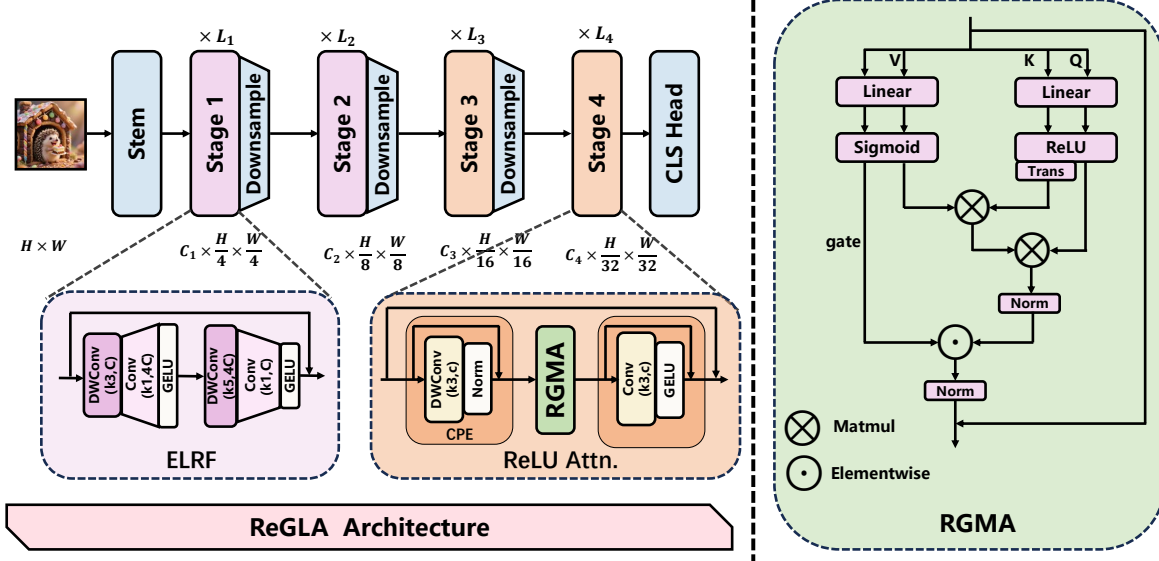 × L₁
× L₂
× L₃
× L₄
Stem
Stage 1
Downsample
Stage 2
Downsample
Stage 3
Downsample
Stage 4
CLS Head
H × W
C₁ × H/4 × W/4
C₂ × H/8 × W/8
C₃ × H/16 × W/16
C₄ × H/32 × W/32
DWConv
(k3,C)
Conv
(k1,4C)
GELU
DWConv
(k5,4C)
Conv
(k1,C)
GELU
ELRF
DWConv
(k3,c)
Norm
CPE
RGMA
Conv
(k3,c)
GELU
ReLU Attn.
ReGLA Architecture
V
K
Q
Linear
Linear
Sigmoid
ReLU
Trans
gate
Norm
Norm
Matmul
Elementwise
RGMA